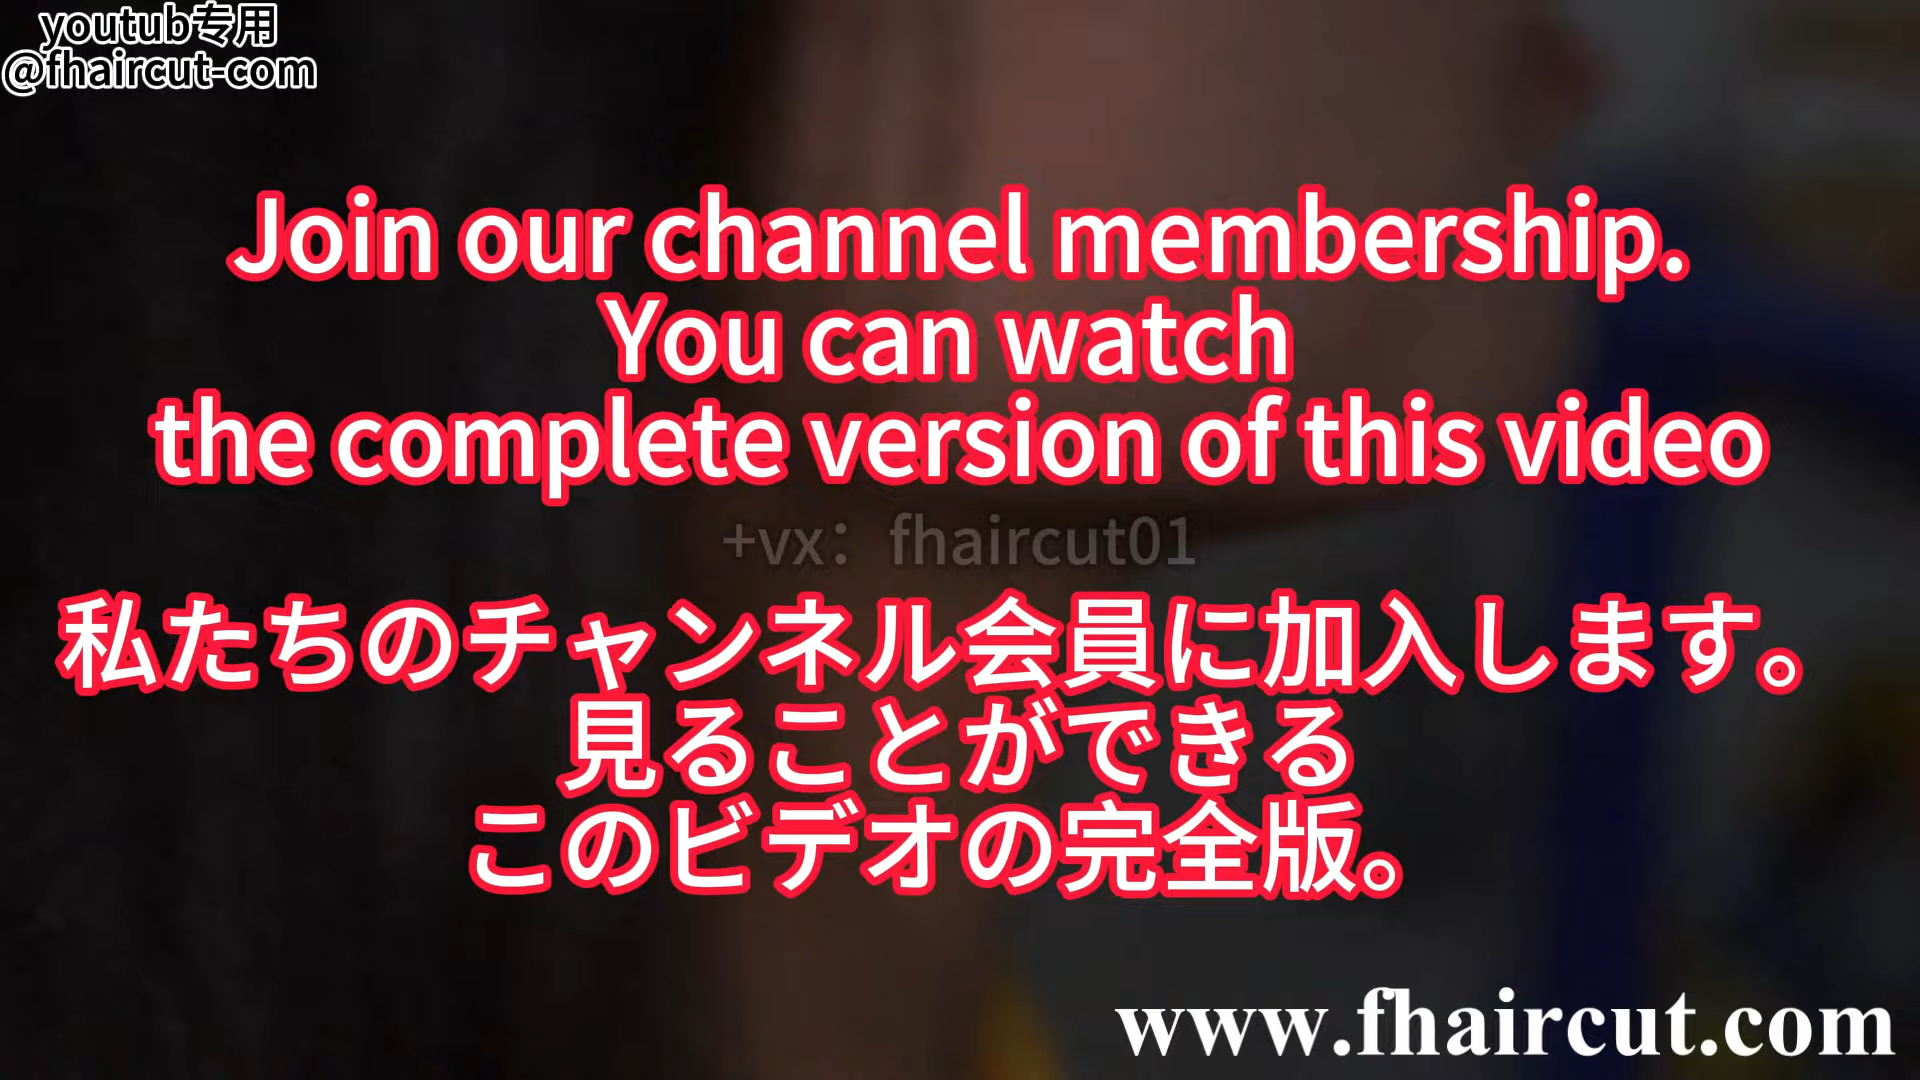 youtub专用
@fhaircut-com
Join our channel membership.
You can watch
the complete version of this video
+vx：fhaircut01
私たちのチャンネル会員に加入します。
見ることができる
このビデオの完全版。
www.fhaircut.com